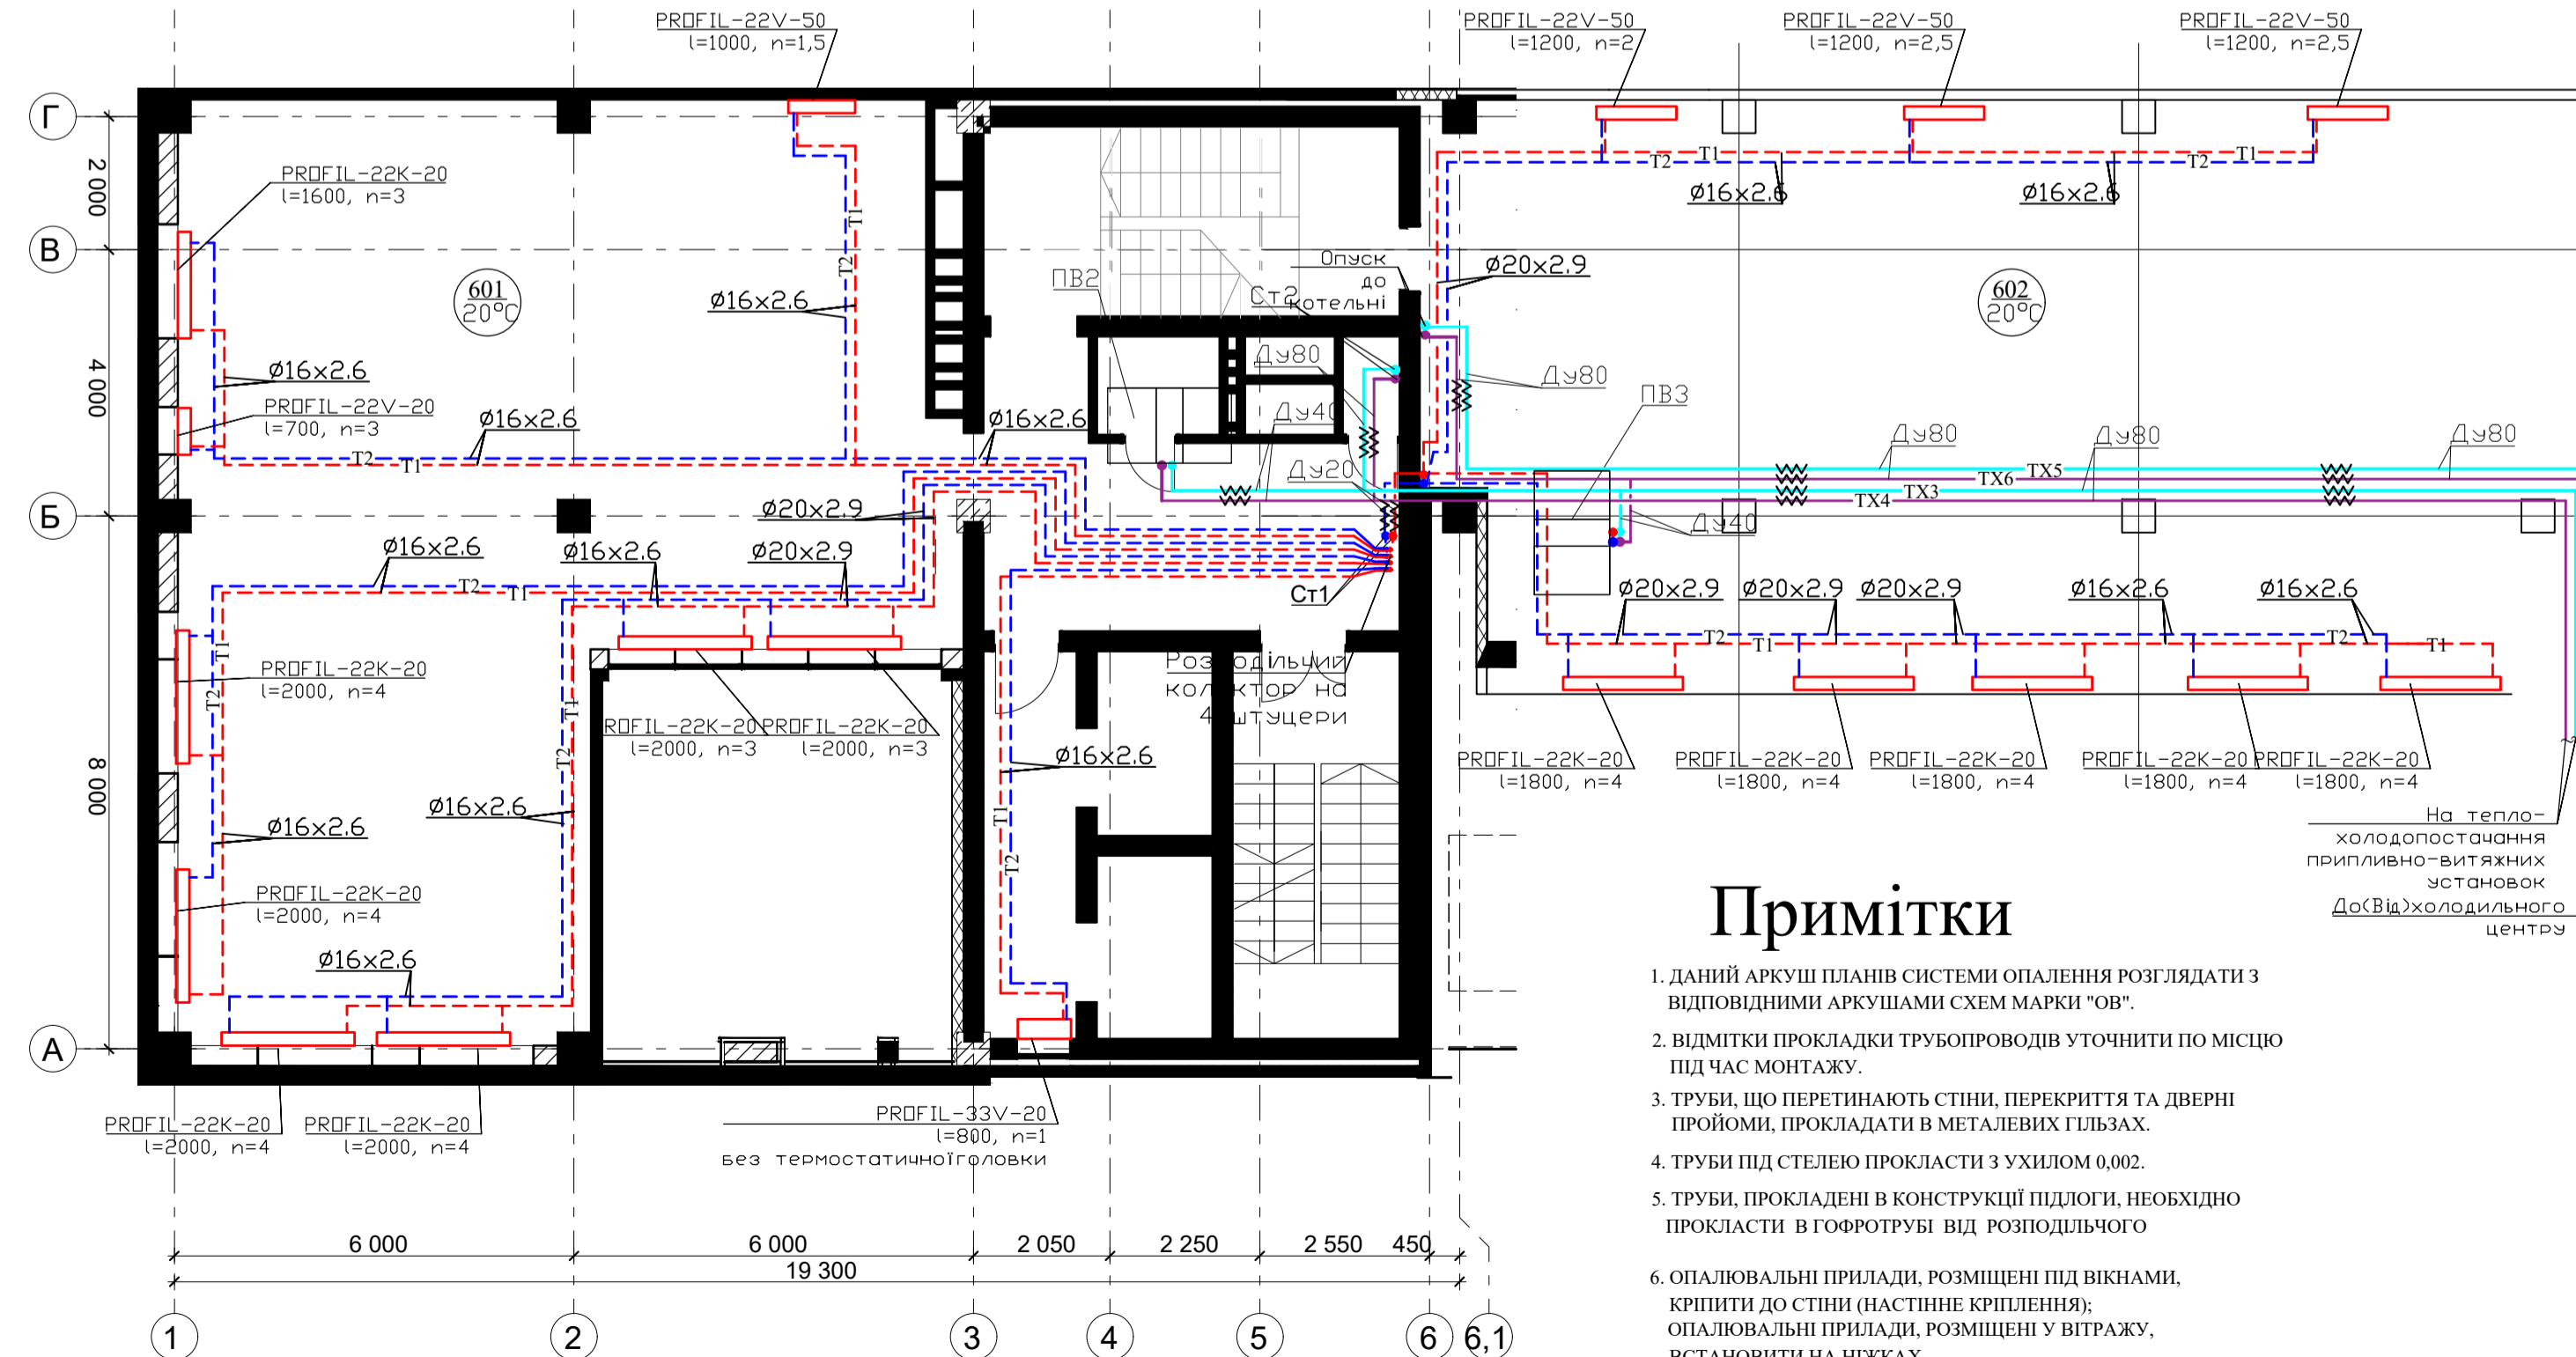 PROFIL-22V-50
l=1000, n=1,5
PROFIL-22V-50
l=1200, n=2
PROFIL-22V-50
l=1200, n=2,5
PROFIL-22V-50
l=1200, n=2,5
Г
2 000
PROFIL-22K-20
l=1600, n=3
T1
T2
T2
T1
T2
T1
Ø16x2.6
Ø16x2.6
В
601
20°C
Ø16x2.6
ПВ2
Опуск
до
котельні
Ст2
Ø20x2.9
602
20°C
4 000
Ø16x2.6
PROFIL-22V-20
l=700, n=3
Ø16x2.6
Ø16x2.6
Ду80
Ду40
Ду20
Ду80
ПВ3
Ду80
Ду80
Ду80
T2
T1
TX5
TX6
TX3
TX4
Б
Ø20x2.9
Ду40
Ø16x2.6
Ø16x2.6
Ø20x2.9
T2
T1
Ст1
Ø20x2.9
Ø20x2.9
Ø20x2.9
Ø16x2.6
Ø16x2.6
T2
T1
T2
T1
T1
T2
PROFIL-22K-20
l=2000, n=4
T1
T2
ROFIL-22K-20
l=2000, n=3
PROFIL-22K-20
l=2000, n=3
Розподільчий
колектор на
4 штуцери
8 000
Ø16x2.6
Ø16x2.6
Ø16x2.6
T1
T2
PROFIL-22K-20
l=1800, n=4
PROFIL-22K-20
l=1800, n=4
PROFIL-22K-20
l=1800, n=4
PROFIL-22K-20
l=1800, n=4
PROFIL-22K-20
l=1800, n=4
PROFIL-22K-20
l=2000, n=4
Ø16x2.6
На тепло-
холодопостачання
припливно-витяжних
установок
До(Від)холодильного
центру
А
PROFIL-22K-20
l=2000, n=4
PROFIL-22K-20
l=2000, n=4
PROFIL-33V-20
l=800, n=1
без термостатичноїголовки
Примітки
1. ДАНИЙ АРКУШ ПЛАНІВ СИСТЕМИ ОПАЛЕННЯ РОЗГЛЯДАТИ З
ВІДПОВІДНИМИ АРКУШАМИ СХЕМ МАРКИ "ОВ".
2. ВІДМІТКИ ПРОКЛАДКИ ТРУБОПРОВОДІВ УТОЧНИТИ ПО МІСЦЮ
ПІД ЧАС МОНТАЖУ.
3. ТРУБИ, ЩО ПЕРЕТИНАЮТЬ СТІНИ, ПЕРЕКРИТТЯ ТА ДВЕРНІ
ПРОЙОМИ, ПРОКЛАДАТИ В МЕТАЛЕВИХ ГІЛЬЗАХ.
4. ТРУБИ ПІД СТЕЛЕЮ ПРОКЛАСТИ З УХИЛОМ 0,002.
5. ТРУБИ, ПРОКЛАДЕНІ В КОНСТРУКЦІЇ ПІДЛОГИ, НЕОБХІДНО
ПРОКЛАСТИ В ГОФРОТРУБІ ВІД РОЗПОДІЛЬЧОГО
6. ОПАЛЮВАЛЬНІ ПРИЛАДИ, РОЗМІЩЕНІ ПІД ВІКНАМИ,
КРІПИТИ ДО СТІНИ (НАСТІННЕ КРІПЛЕННЯ);
ОПАЛЮВАЛЬНІ ПРИЛАДИ, РОЗМІЩЕНІ У ВІТРАЖУ,
ВСТАНОВИТИ НА НІЖКАХ
6 000
6 000
2 050
2 250
2 550
450
19 300
1
2
3
4
5
6
6,1